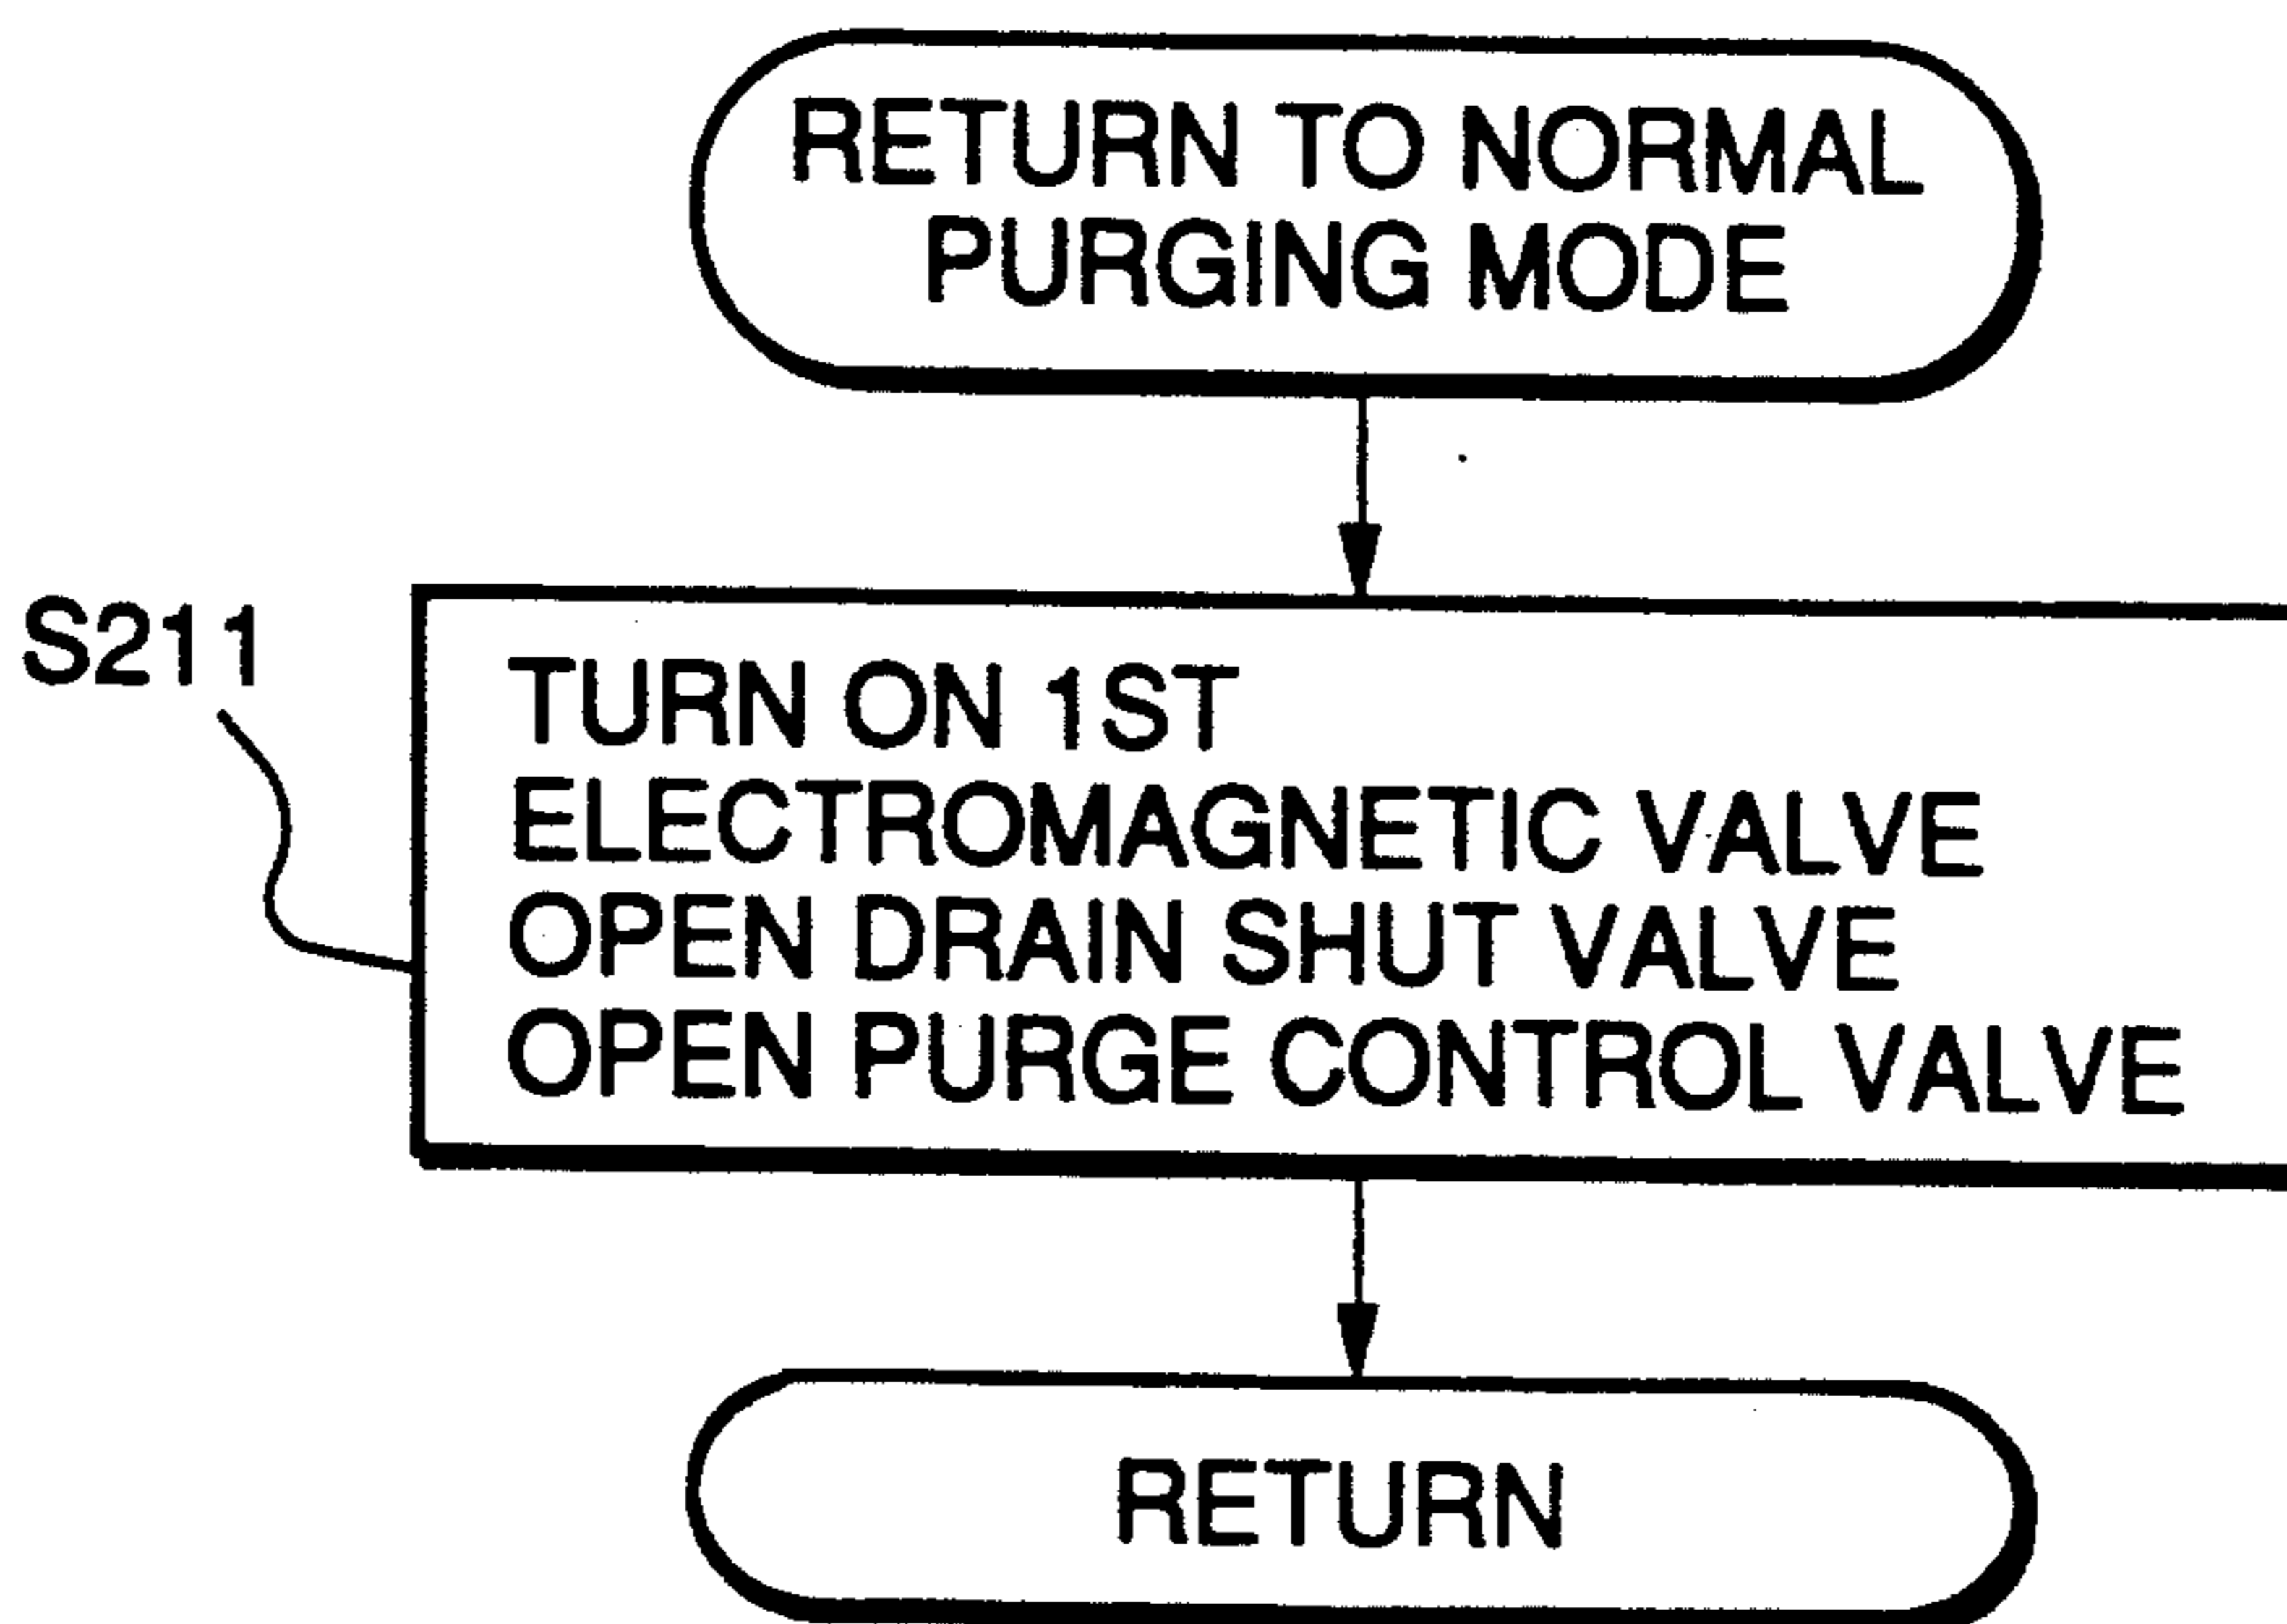 RETURN TO NORMAL
PURGING MODE
S211
TURN ON 1ST
ELECTROMAGNETIC VALVE
OPEN DRAIN SHUT VALVE
OPEN PURGE CONTROL VALVE
RETURN